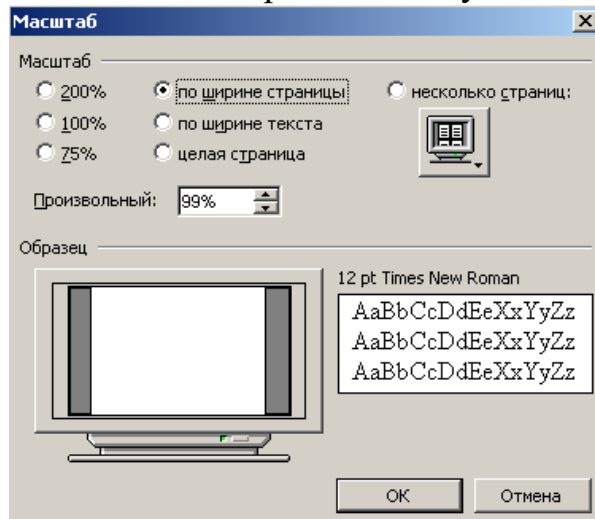 Масштаб
Масштаб
200% по ширине страницы несколько страниц:
100% по ширине текста
75% целая страница
Произвольный: 99%
Образец
12 pt Times New Roman
AaBbCcDdEeXxYyZz
AaBbCcDdEeXxYyZz
AaBbCcDdEeXxYyZz
ОК Отмена